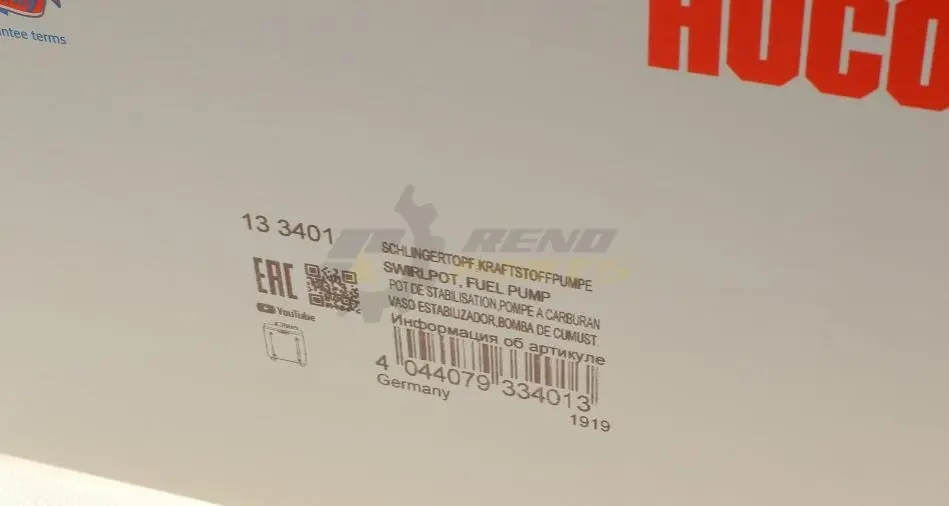 antee terms
HUCO
13 3401
RENO
PARTS
EAC
YouTube
SCHLINGERTOPF,KRAFTSTOFFPUMPE
SWIRLPOT, FUEL PUMP
POT DE STABILISATION,POMPE A CARBURAN
VASO ESTABILIZADOR,BOMBA DE CUMUST.
Информация об артикуле
4 044079 334013
Germany
1919